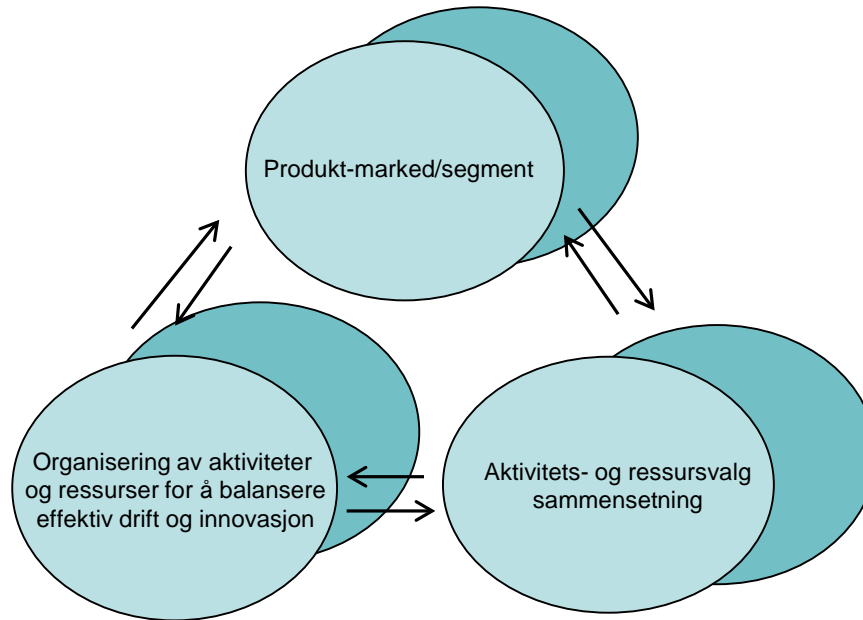 Produkt-marked/segment
Organisering av aktiviteter
og ressurser for å balansere
effektiv drift og innovasjon
Aktivitets- og ressursvalg
sammensetning